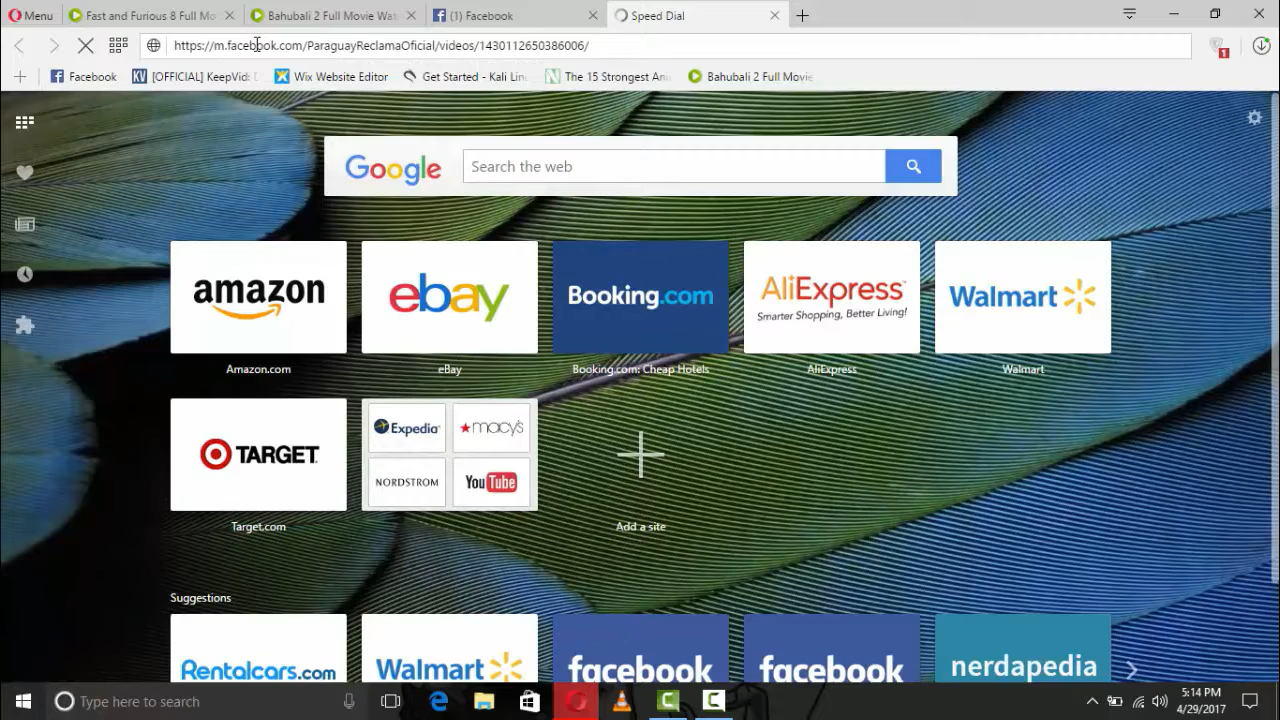 Menu
Fast and Furious 8 Full Mo
Bahubali 2 Full Movie Wat
(1) Facebook
Speed Dial
https://m.facebook.com/ParaguayReclamaOficial/videos/1430112650386006/
1
Facebook
[OFFICIAL] KeepVid:
Wix Website Editor
Get Started - Kali Lin
The 15 Strongest Ani
Bahubali 2 Full Movie
Google
Search the web
amazon
ebay
Booking.com
AliExpress
Smarter Shopping, Better Living!
Walmart
Amazon.com
eBay
Booking.com: Cheap Hotels
AliExpress
Walmart
TARGET
Expedia
macy's
NORDSTROM
YouTube
Target.com
Add a site
Suggestions
Rentalcars.com
Walmart
facebook
facebook
nerdapedia
Type here to search
5:14 PM
4/29/2017